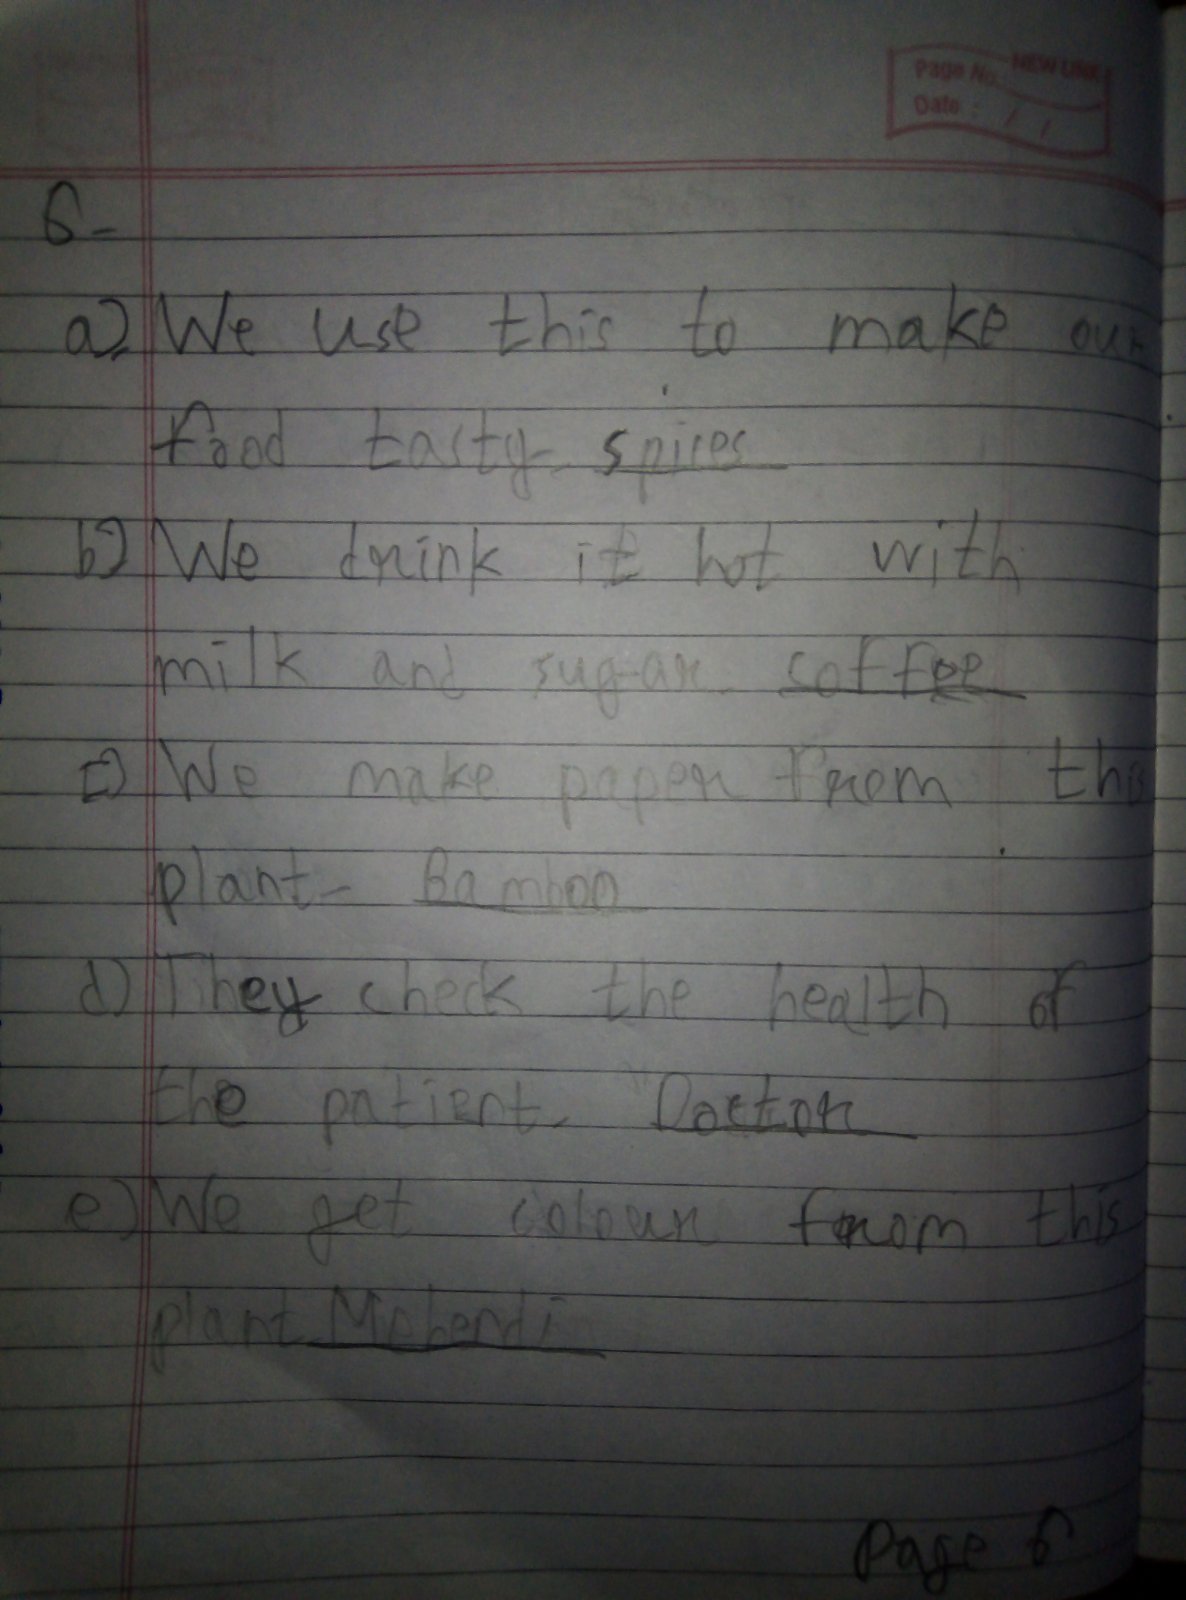 Page No. NEW LINK
Date : / /
6-
a) We use this to make our
food tasty- spices
b) We drink it hot with
milk and sugar- coffee
c) We make paper from this
plant- Bamboo
d) They check the health of
the patient- Doctor
e) We get colour from this
plant- Mehendi
Page 6